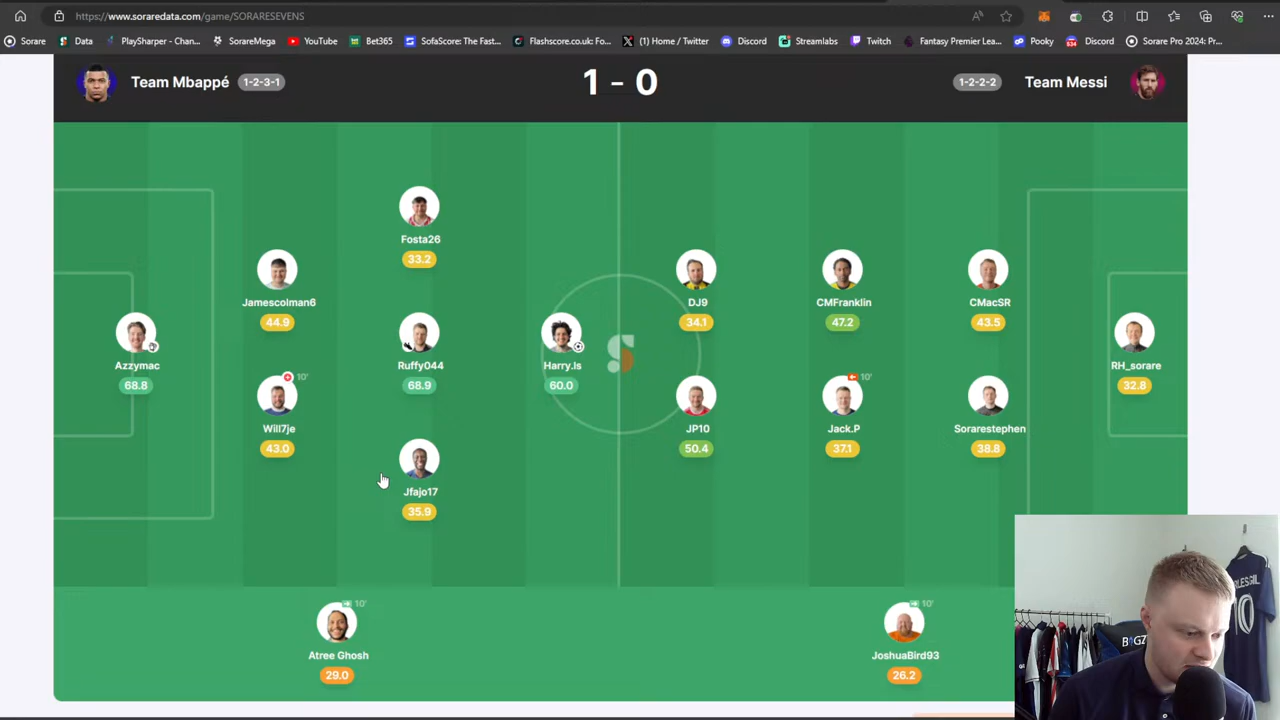 https://www.soraredata.com/game/SORARESEVENS
Sorare
Data
PlaySharper - Chan...
SorareMega
YouTube
Bet365
SofaScore: The Fast...
Flashscore.co.uk: Fo...
(1) Home / Twitter
Discord
Streamlabs
Twitch
Fantasy Premier Lea...
Pooky
Discord
Sorare Pro 2024: Pr...
Team Mbappé
1-2-3-1
1 - 0
1-2-2-2
Team Messi
Fosta26
33.2
Jamescolman6
44.9
DJ9
34.1
CMFranklin
47.2
CMacSR
43.5
Azzymac
68.8
Ruffy044
68.9
Harry.ls
60.0
RH_sorare
32.8
10'
Will7je
43.0
JP10
50.4
10'
Jack.P
37.1
Sorarestephen
38.8
Jfajo17
35.9
10'
Atree Ghosh
29.0
10'
JoshuaBird93
26.2
10